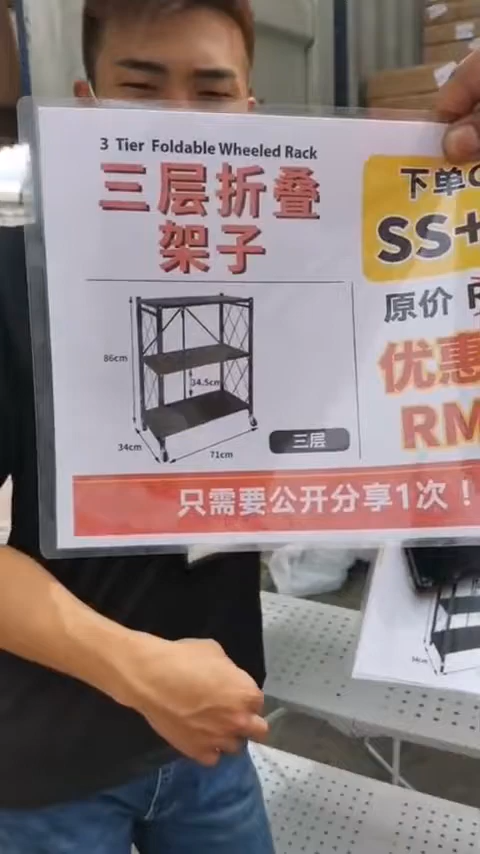 3 Tier Foldable Wheeled Rack
三层折叠
架子
86cm
34.5cm
34cm
71cm
三层
下单
SS+
原价
优惠
RM
只需要公开分享1次！